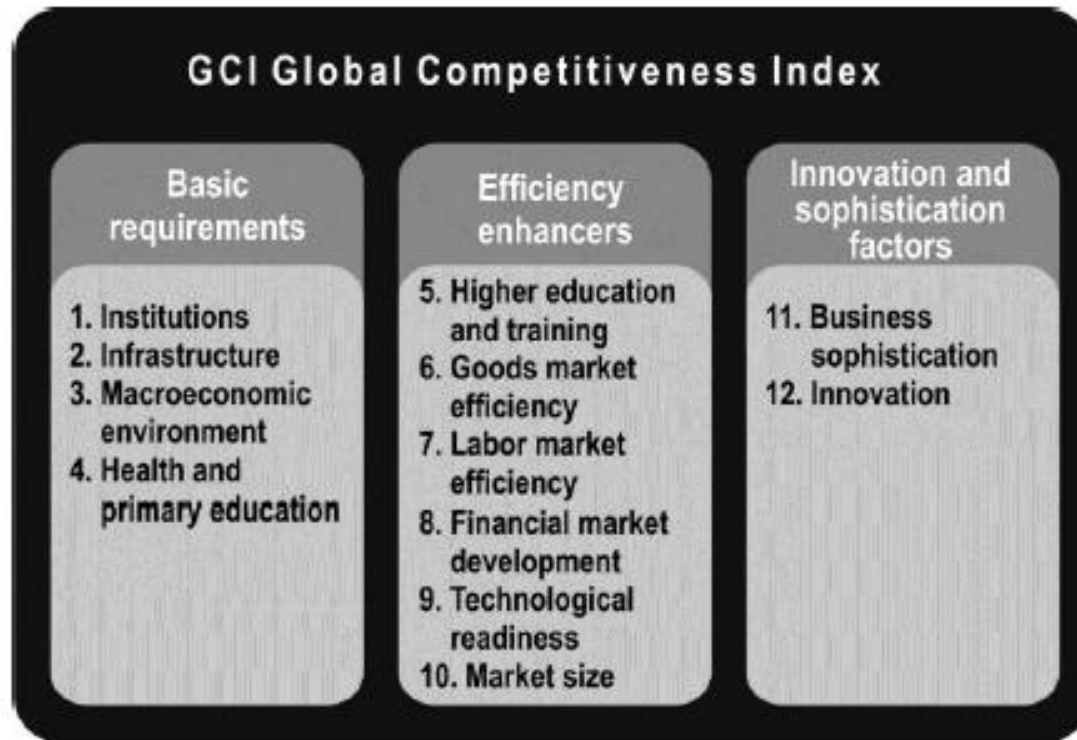 GCI Global Competitiveness Index
Basic
requirements
1. Institutions
2. Infrastructure
3. Macroeconomic
environment
4. Health and
primary education
Efficiency
enhancers
5. Higher education
and training
6. Goods market
efficiency
7. Labor market
efficiency
8. Financial market
development
9. Technological
readiness
10. Market size
Innovation and
sophistication
factors
11. Business
sophistication
12. Innovation